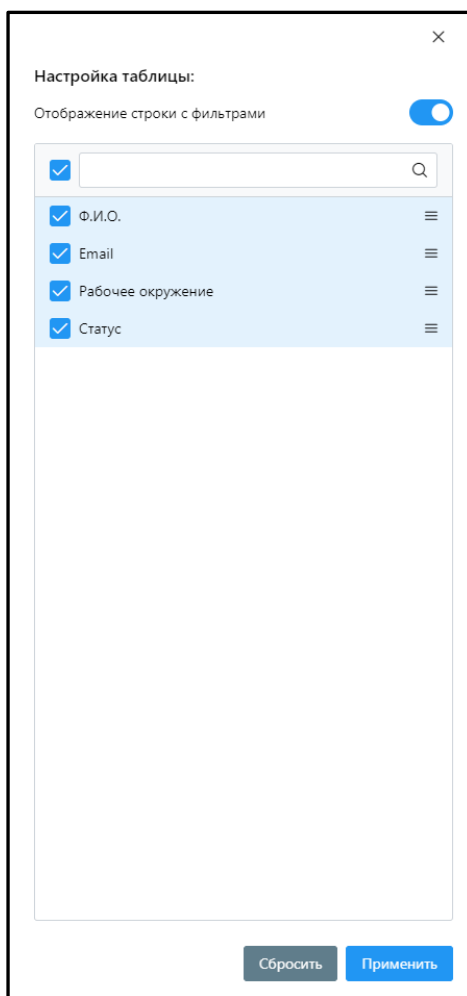 Настройка таблицы:
Отображение строки с фильтрами
Ф.И.О.
Email
Рабочее окружение
Статус
Сбросить Применить